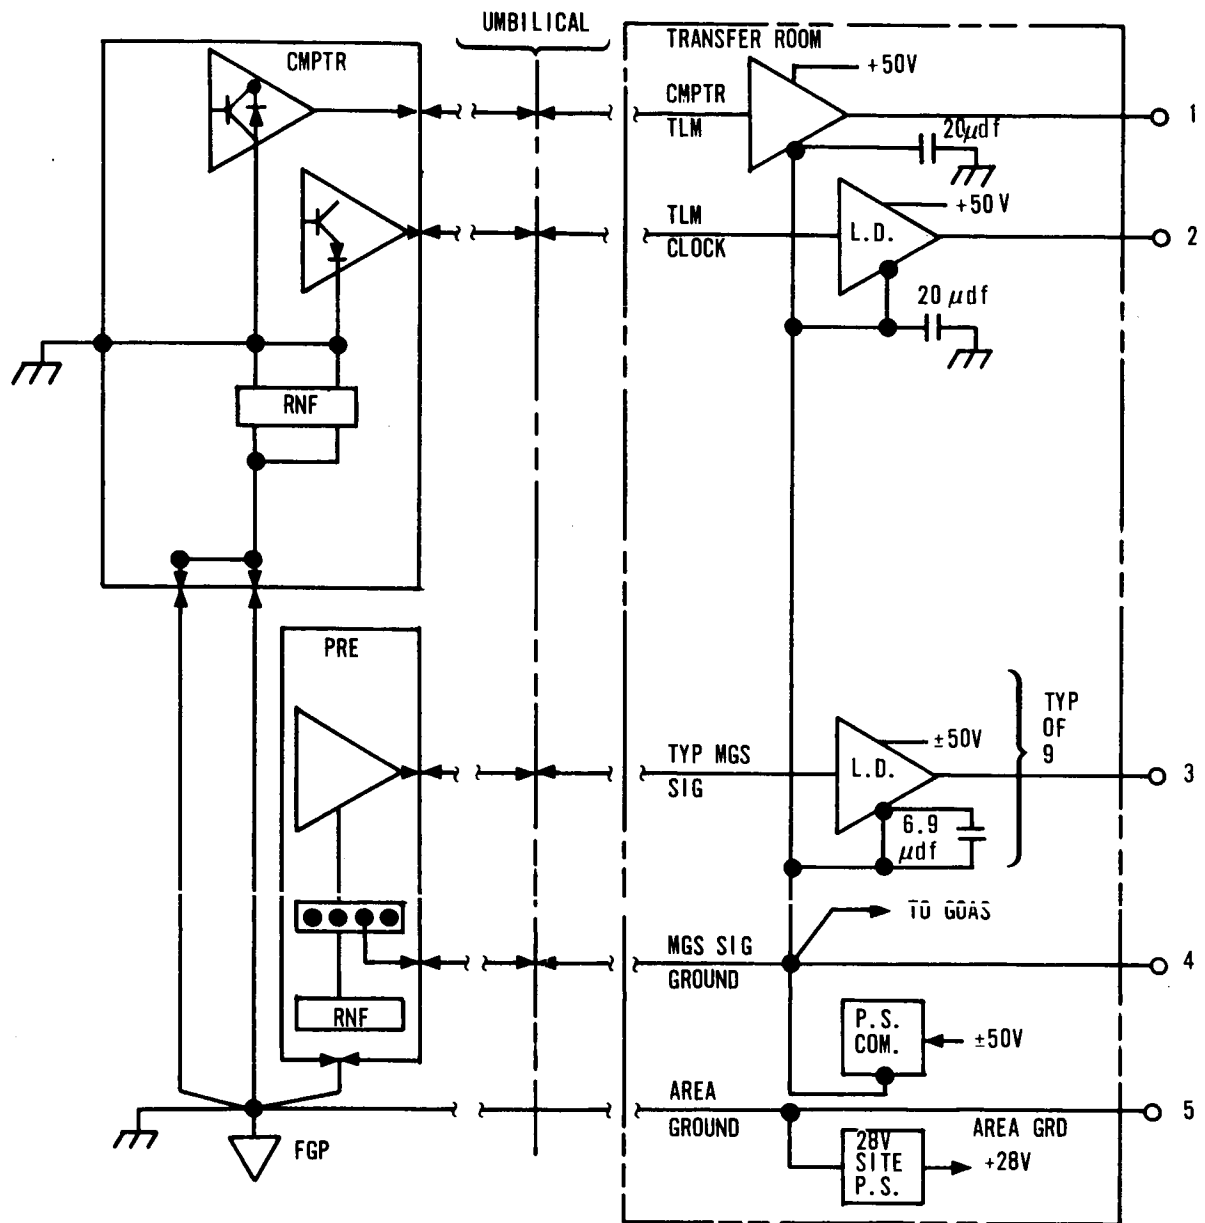 UMBILICAL
CMPTR
TRANSFER ROOM
+50V
CMPTR
TLM
1
20μdf
+50V
TLM
CLOCK
L.D.
2
20 μdf
RNF
PRE
TYP
OF
9
±50V
TYP MGS
SIG
L.D.
3
6.9
μdf
TO GOAS
MGS SIG
GROUND
4
RNF
P.S.
COM.
±50V
AREA
GROUND
5
AREA GRD
FGP
28V
SITE
P.S.
+28V